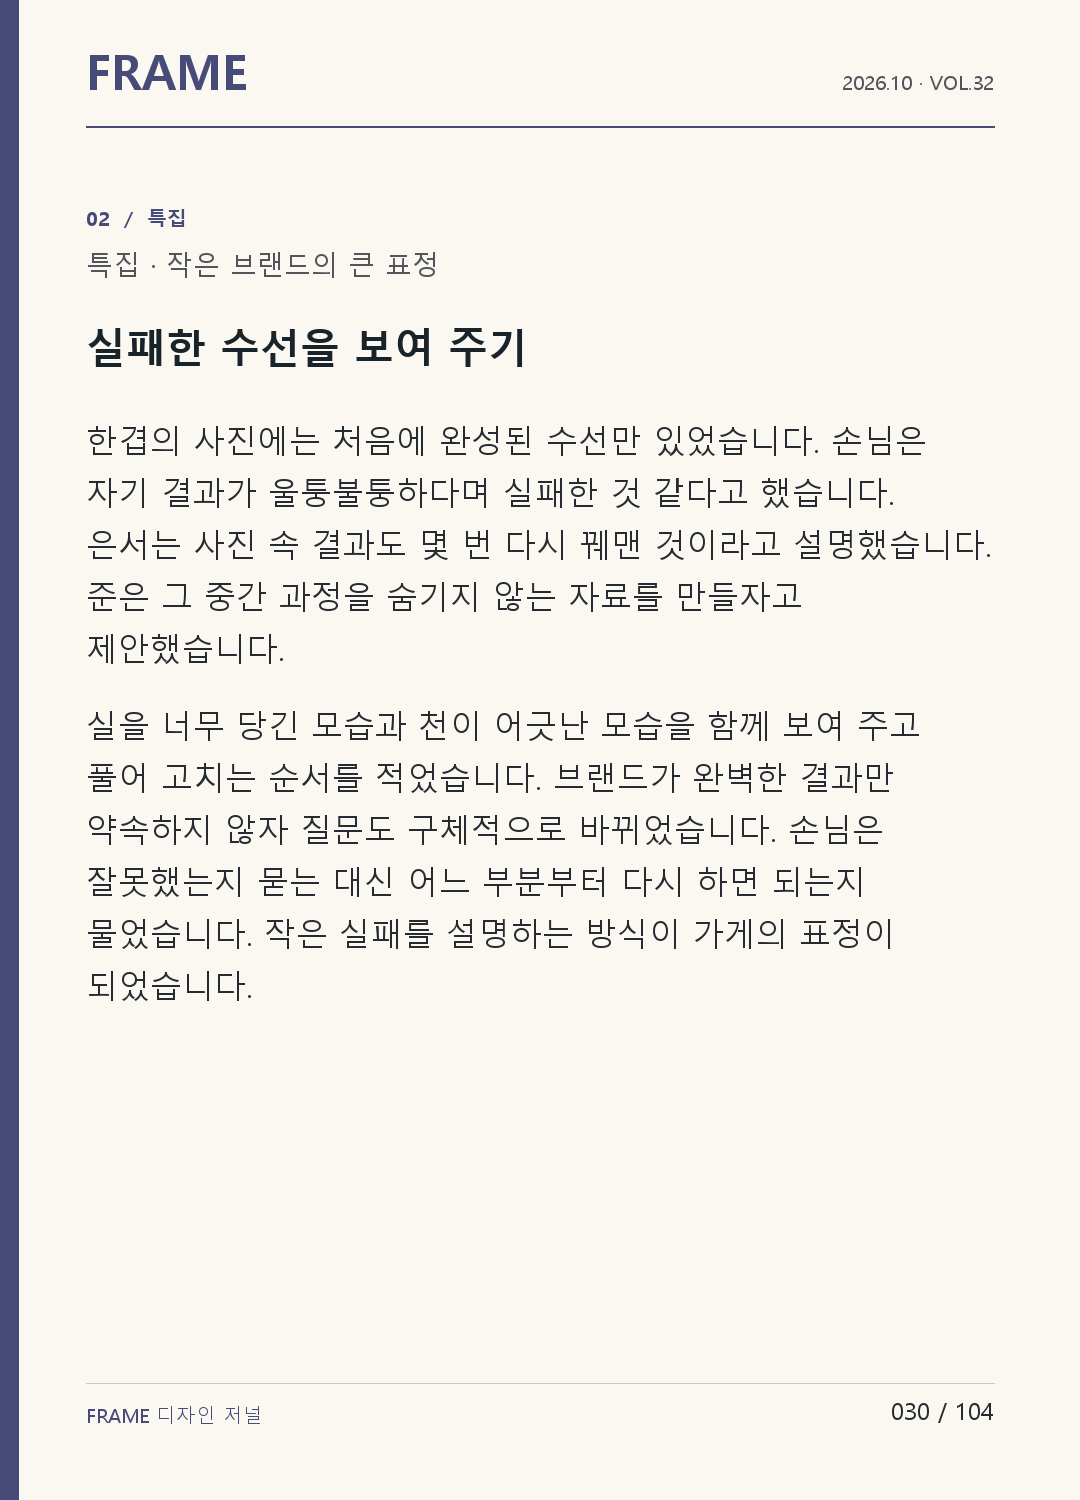 FRAME
2026.10 · VOL.32
02 / 특집
특집 · 작은 브랜드의 큰 표정
실패한 수선을 보여 주기
한겹의 사진에는 처음에 완성된 수선만 있었습니다. 손님은
자기 결과가 울퉁불퉁하다며 실패한 것 같다고 했습니다.
은서는 사진 속 결과도 몇 번 다시 꿰맨 것이라고 설명했습니다.
준은 그 중간 과정을 숨기지 않는 자료를 만들자고
제안했습니다.
실을 너무 당긴 모습과 천이 어긋난 모습을 함께 보여 주고
풀어 고치는 순서를 적었습니다. 브랜드가 완벽한 결과만
약속하지 않자 질문도 구체적으로 바뀌었습니다. 손님은
잘못했는지 묻는 대신 어느 부분부터 다시 하면 되는지
물었습니다. 작은 실패를 설명하는 방식이 가게의 표정이
되었습니다.
FRAME 디자인 저널
030 / 104